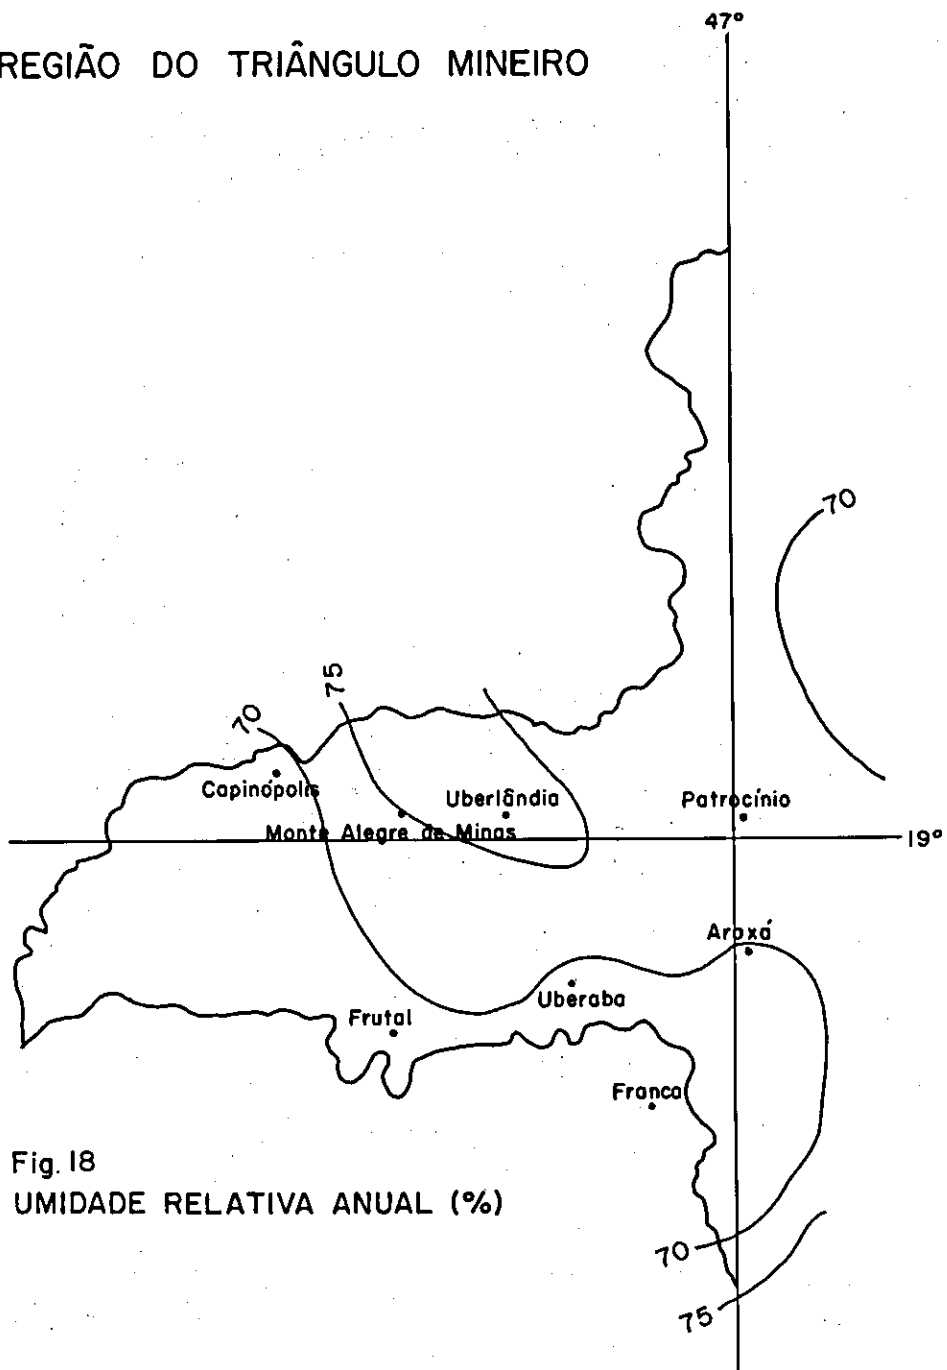 47°
REGIÃO DO TRIÂNGULO MINEIRO
70
75
70
Capinópolis
Uberlândia
Patrocínio
Monte Alegre de Minas
19°
Araxá
Uberaba
Frutal
Franca
Fig. 18
UMIDADE RELATIVA ANUAL (%)
70
75